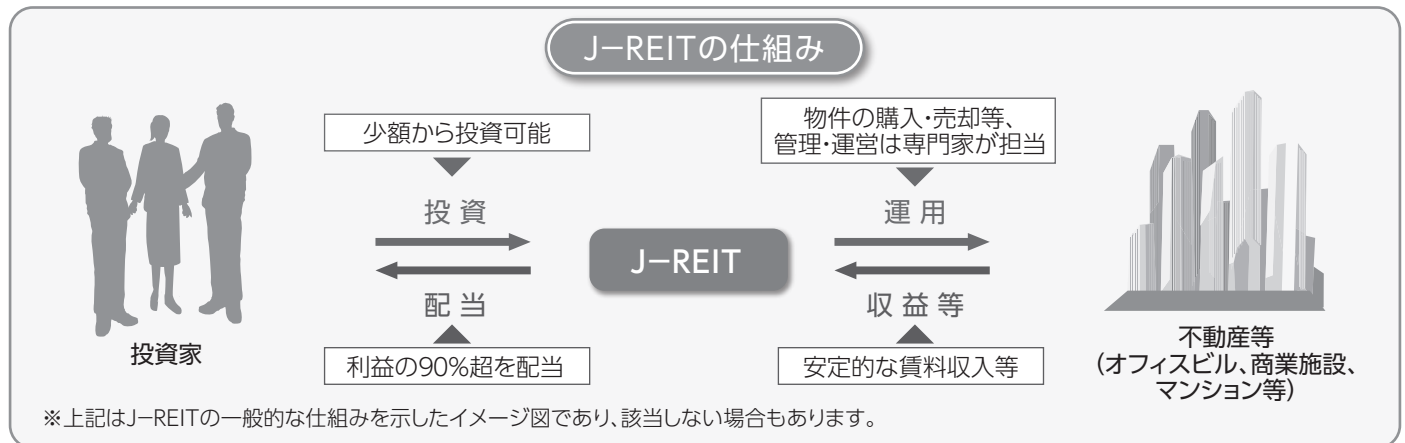 J−REITの仕組み
少額から投資可能
物件の購入・売却等、
管理・運営は専門家が担当
投資
運用
J−REIT
配当
収益等
投資家
利益の90%超を配当
安定的な賃料収入等
不動産等
(オフィスビル、商業施設、
マンション等)
※上記はJ−REITの一般的な仕組みを示したイメージ図であり、該当しない場合もあります。